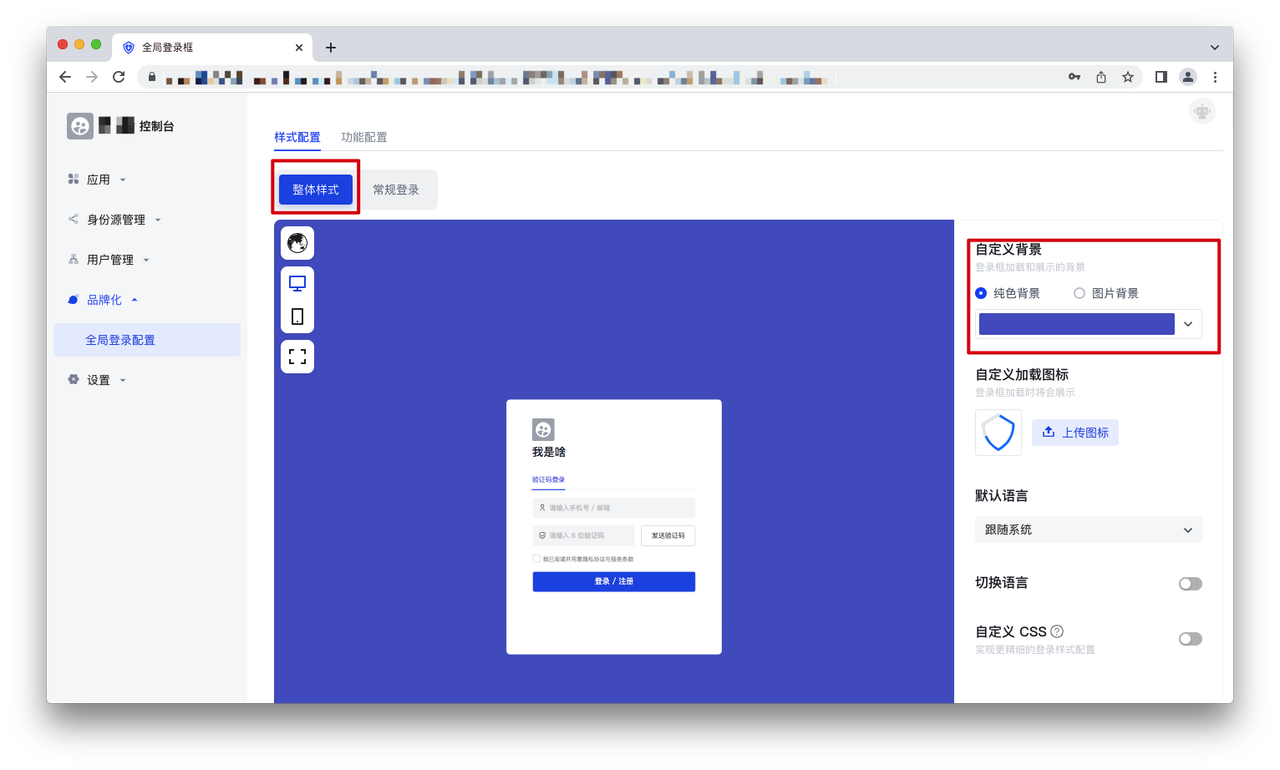 全局登录框
控制台
应用
身份源管理
用户管理
品牌化
全局登录配置
设置
样式配置 功能配置
整体样式 常规登录
我是啥
验证码登录
请输入手机号 / 邮箱
请输入 6 位验证码 发送验证码
我已阅读并同意隐私协议与服务条款
登录 / 注册
自定义背景
登录框加载和展示的背景
纯色背景 图片背景
自定义加载图标
登录框加载时将会展示
上传图标
默认语言
跟随系统
切换语言
自定义 CSS
实现更精细的登录样式配置